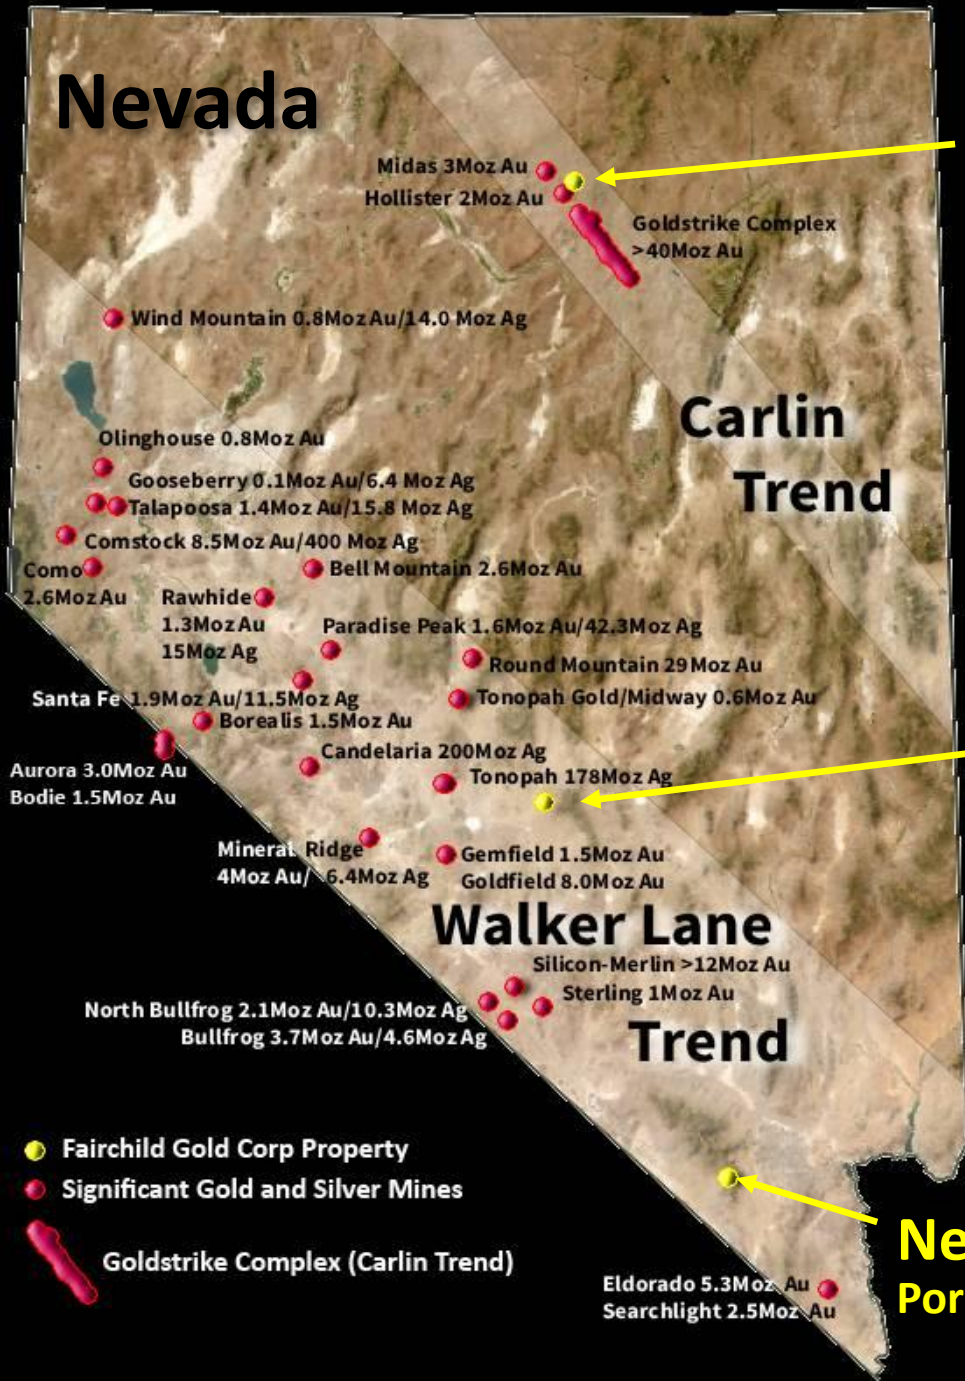 Nevada
Midas 3Moz Au
Hollister 2Moz Au
Goldstrike Complex
>40Moz Au
Wind Mountain 0.8Moz Au/14.0 Moz Ag
Carlin
Trend
Olinghouse 0.8Moz Au
Gooseberry 0.1Moz Au/6.4 Moz Ag
Talapoosa 1.4Moz Au/15.8 Moz Ag
Comstock 8.5Moz Au/400 Moz Ag
Como
2.6Moz Au
Bell Mountain 2.6Moz Au
Rawhide
1.3Moz Au
15Moz Ag
Paradise Peak 1.6Moz Au/42.3Moz Ag
Round Mountain 29Moz Au
Santa Fe 1.9Moz Au/11.5Moz Ag
Tonopah Gold/Midway 0.6Moz Au
Borealis 1.5Moz Au
Aurora 3.0Moz Au
Bodie 1.5Moz Au
Candelaria 200Moz Ag
Tonopah 178Moz Ag
Mineral Ridge
4Moz Au/ 6.4Moz Ag
Gemfield 1.5Moz Au
Goldfield 8.0Moz Au
Walker Lane
Trend
Silicon-Merlin >12Moz Au
Sterling 1Moz Au
North Bullfrog 2.1Moz Au/10.3Moz Ag
Bullfrog 3.7Moz Au/4.6Moz Ag
Fairchild Gold Corp Property
Significant Gold and Silver Mines
Goldstrike Complex (Carlin Trend)
Eldorado 5.3Moz Au
Searchlight 2.5Moz Au